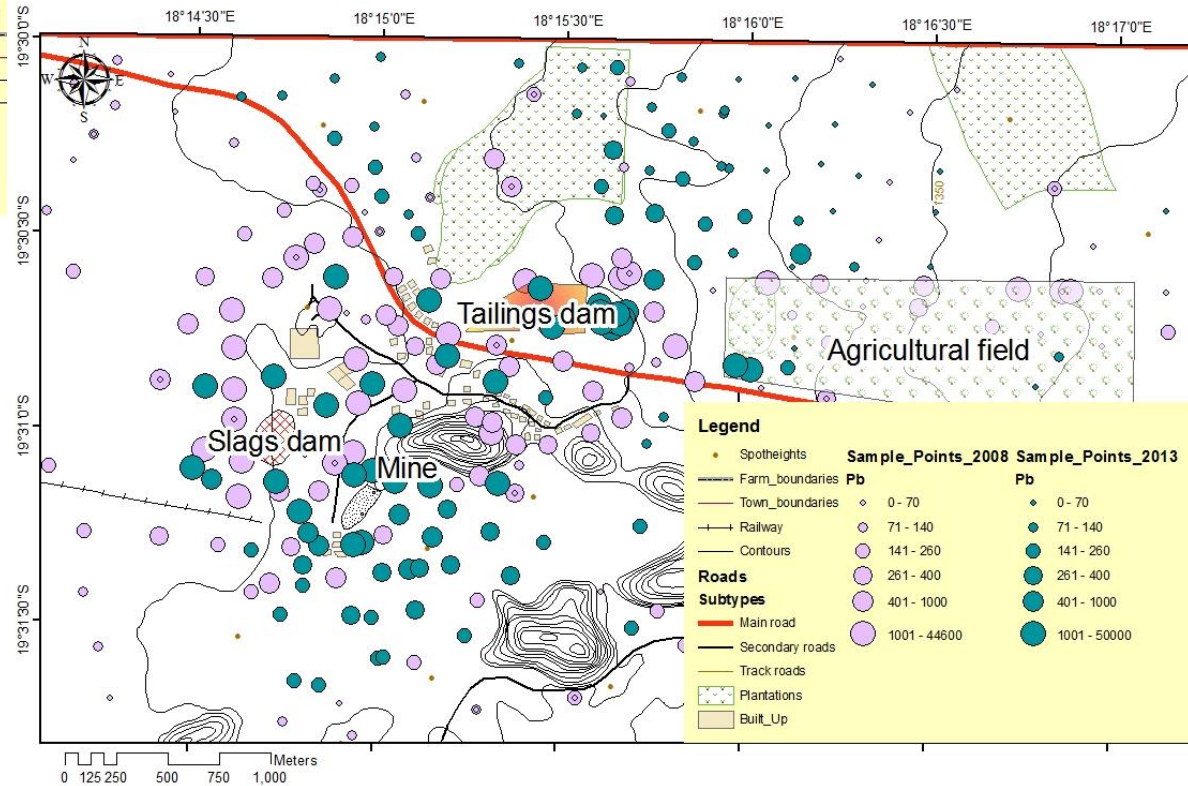 18°14'30"E 18°15'0"E 18°15'30"E 18°16'0"E 18°16'30"E 18°17'0"E
19°30'0"S
N
W E
S
1350
19°30'30"S
Tailings dam
Agricultural field
19°31'0"S
Slags dam
Mine
19°31'30"S
Legend
Spotheights
Farm_boundaries
Town_boundaries
Railway
Contours
Roads
Subtypes
Main road
Secondary roads
Track roads
Plantations
Built_Up
Sample_Points_2008
Pb
0 - 70
71 - 140
141 - 260
261 - 400
401 - 1000
1001 - 44600
Sample_Points_2013
Pb
0 - 70
71 - 140
141 - 260
261 - 400
401 - 1000
1001 - 50000
Meters
0 125 250 500 750 1,000